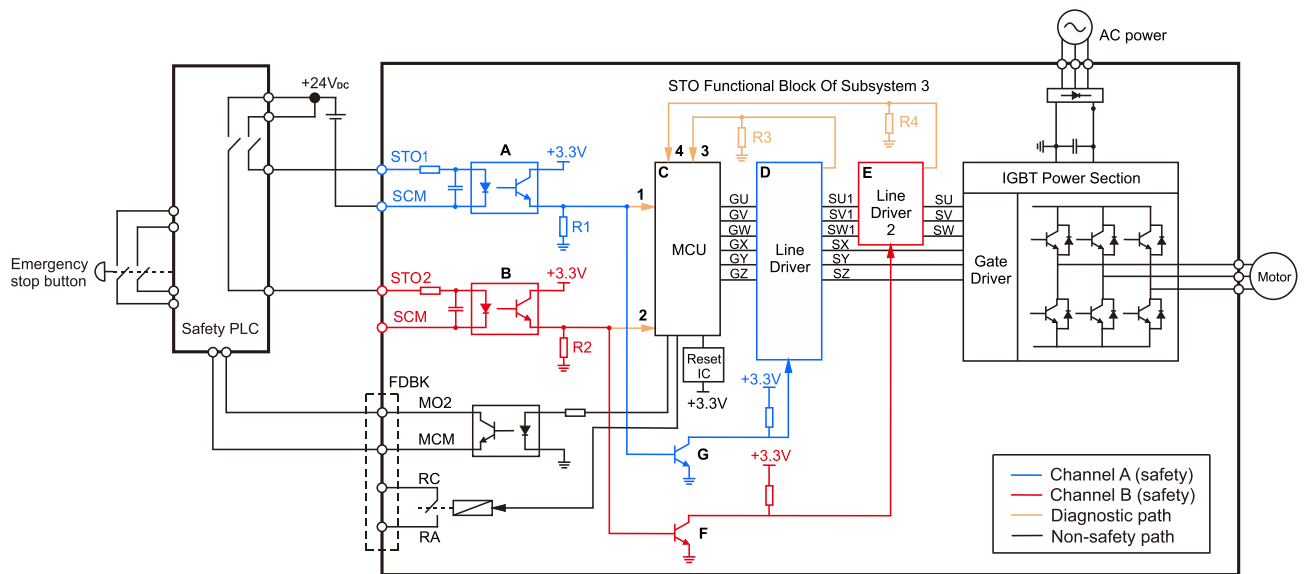 AC power
+24VDC
STO Functional Block Of Subsystem 3
STO1
A
+3.3V
R3
R4
4
3
C
D
E
SCM
1
R1
MCU
Line
Driver
Line
Driver
2
IGBT Power Section
GU
GV
GW
GX
GY
GZ
SU1
SV1
SW1
SX
SY
SZ
SU
SV
SW
Gate
Driver
Motor
Emergency
stop button
Safety PLC
STO2
B
+3.3V
SCM
2
R2
Reset
IC
+3.3V
+3.3V
FDBK
MO2
MCM
G
+3.3V
RC
RA
F
Channel A (safety)
Channel B (safety)
Diagnostic path
Non-safety path